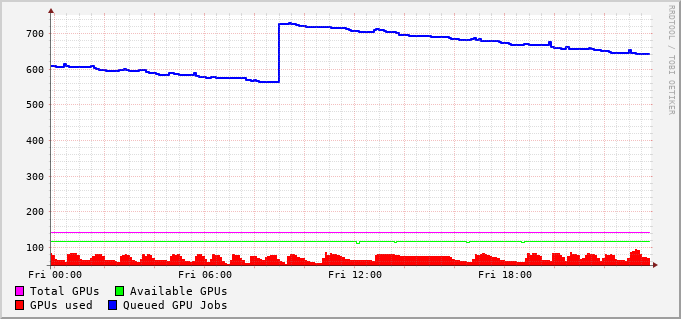 RRDTOOL / TOBI OETIKER
700
600
500
400
300
200
100
Fri 00:00 Fri 06:00 Fri 12:00 Fri 18:00
Total GPUs Available GPUs
GPUs used Queued GPU Jobs